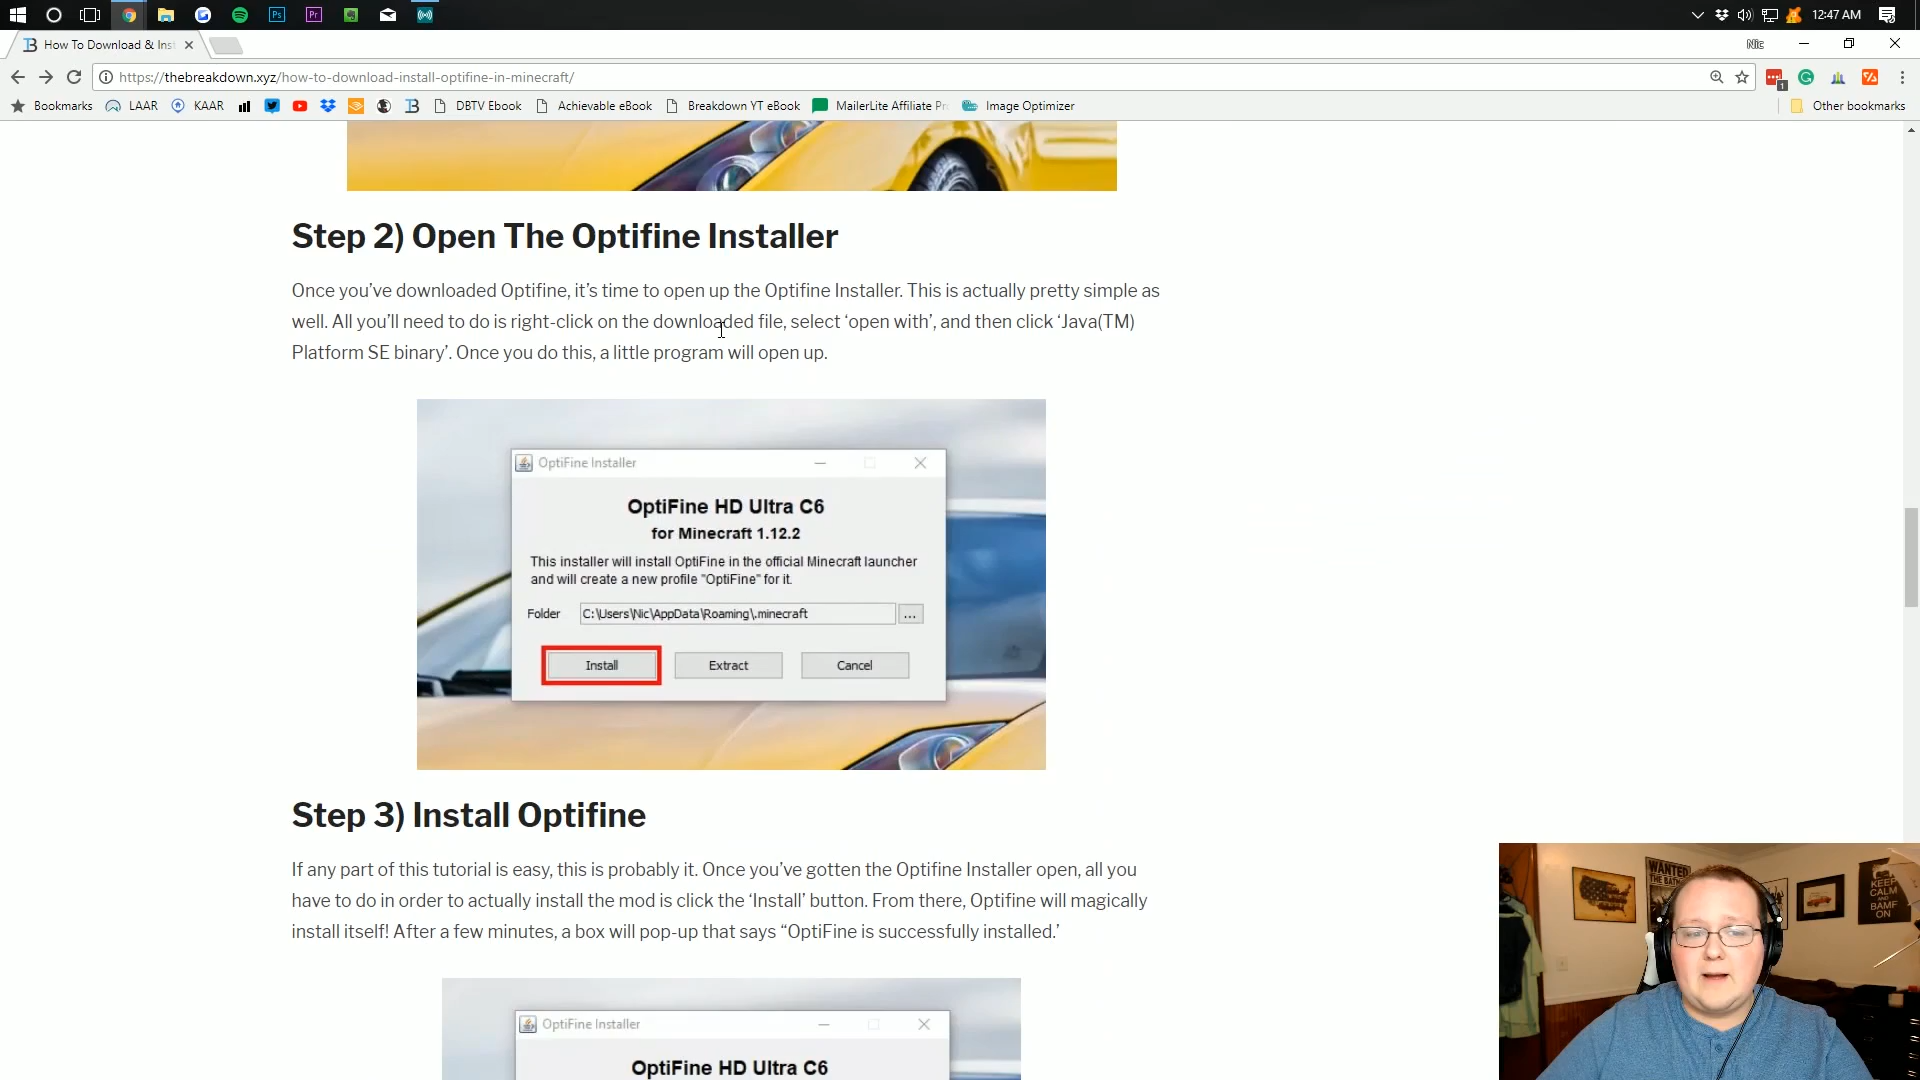 12:47 AM
How To Download & Inst
Nic
https://thebreakdown.xyz/how-to-download-install-optifine-in-minecraft/
1
Bookmarks LAAR KAAR DBTV Ebook Achievable eBook Breakdown YT eBook MailerLite Affiliate Pr Image Optimizer Other bookmarks
Step 2) Open The Optifine Installer
Once you’ve downloaded Optifine, it’s time to open up the Optifine Installer. This is actually pretty simple as
well. All you’ll need to do is right-click on the downloaded file, select ‘open with’, and then click ‘Java(TM)
Platform SE binary’. Once you do this, a little program will open up.
OptiFine Installer
OptiFine HD Ultra C6
for Minecraft 1.12.2
This installer will install OptiFine in the official Minecraft launcher
and will create a new profile "OptiFine" for it.
Folder C:\Users\Nic\AppData\Roaming\.minecraft ...
Install Extract Cancel
Step 3) Install Optifine
If any part of this tutorial is easy, this is probably it. Once you’ve gotten the Optifine Installer open, all you
have to do in order to actually install the mod is click the ‘Install’ button. From there, Optifine will magically
install itself! After a few minutes, a box will pop-up that says “OptiFine is successfully installed.’
OptiFine Installer
OptiFine HD Ultra C6
WANTED
KEEP
CALM
AND
BAMF
ON